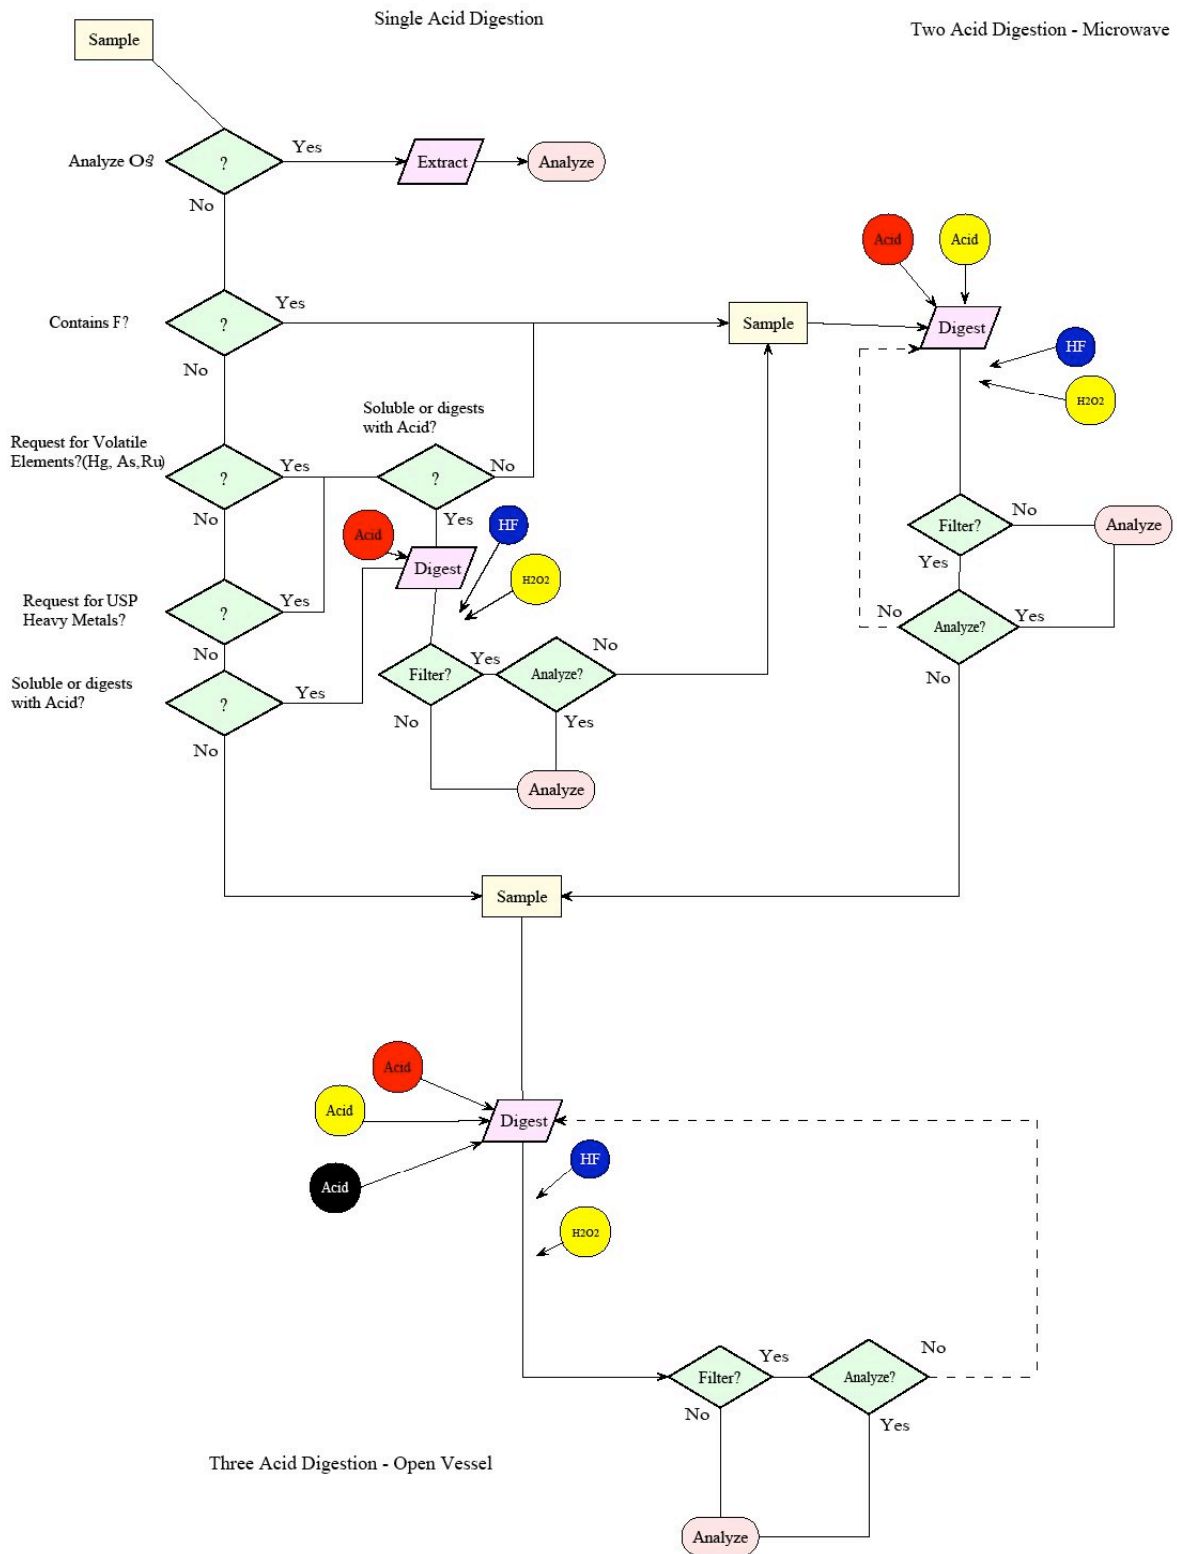 Single Acid Digestion
Two Acid Digestion - Microwave
Sample
Analyze Os?
?
Yes
Extract
Analyze
No
Acid
Acid
Contains F?
?
Yes
Sample
Digest
HF
No
H2O2
Soluble or digests
with Acid?
Request for Volatile
Elements?(Hg, As,Ru)
?
Yes
?
No
No
Yes
Acid
HF
Filter?
No
Analyze
Digest
H2O2
Yes
Request for USP
Heavy Metals?
?
Yes
No
Analyze?
Yes
No
No
Filter?
Yes
Analyze?
No
Soluble or digests
with Acid?
?
Yes
No
Yes
No
Analyze
Sample
Acid
Acid
Digest
HF
Acid
H2O2
Filter?
Yes
Analyze?
No
No
Yes
Three Acid Digestion - Open Vessel
Analyze